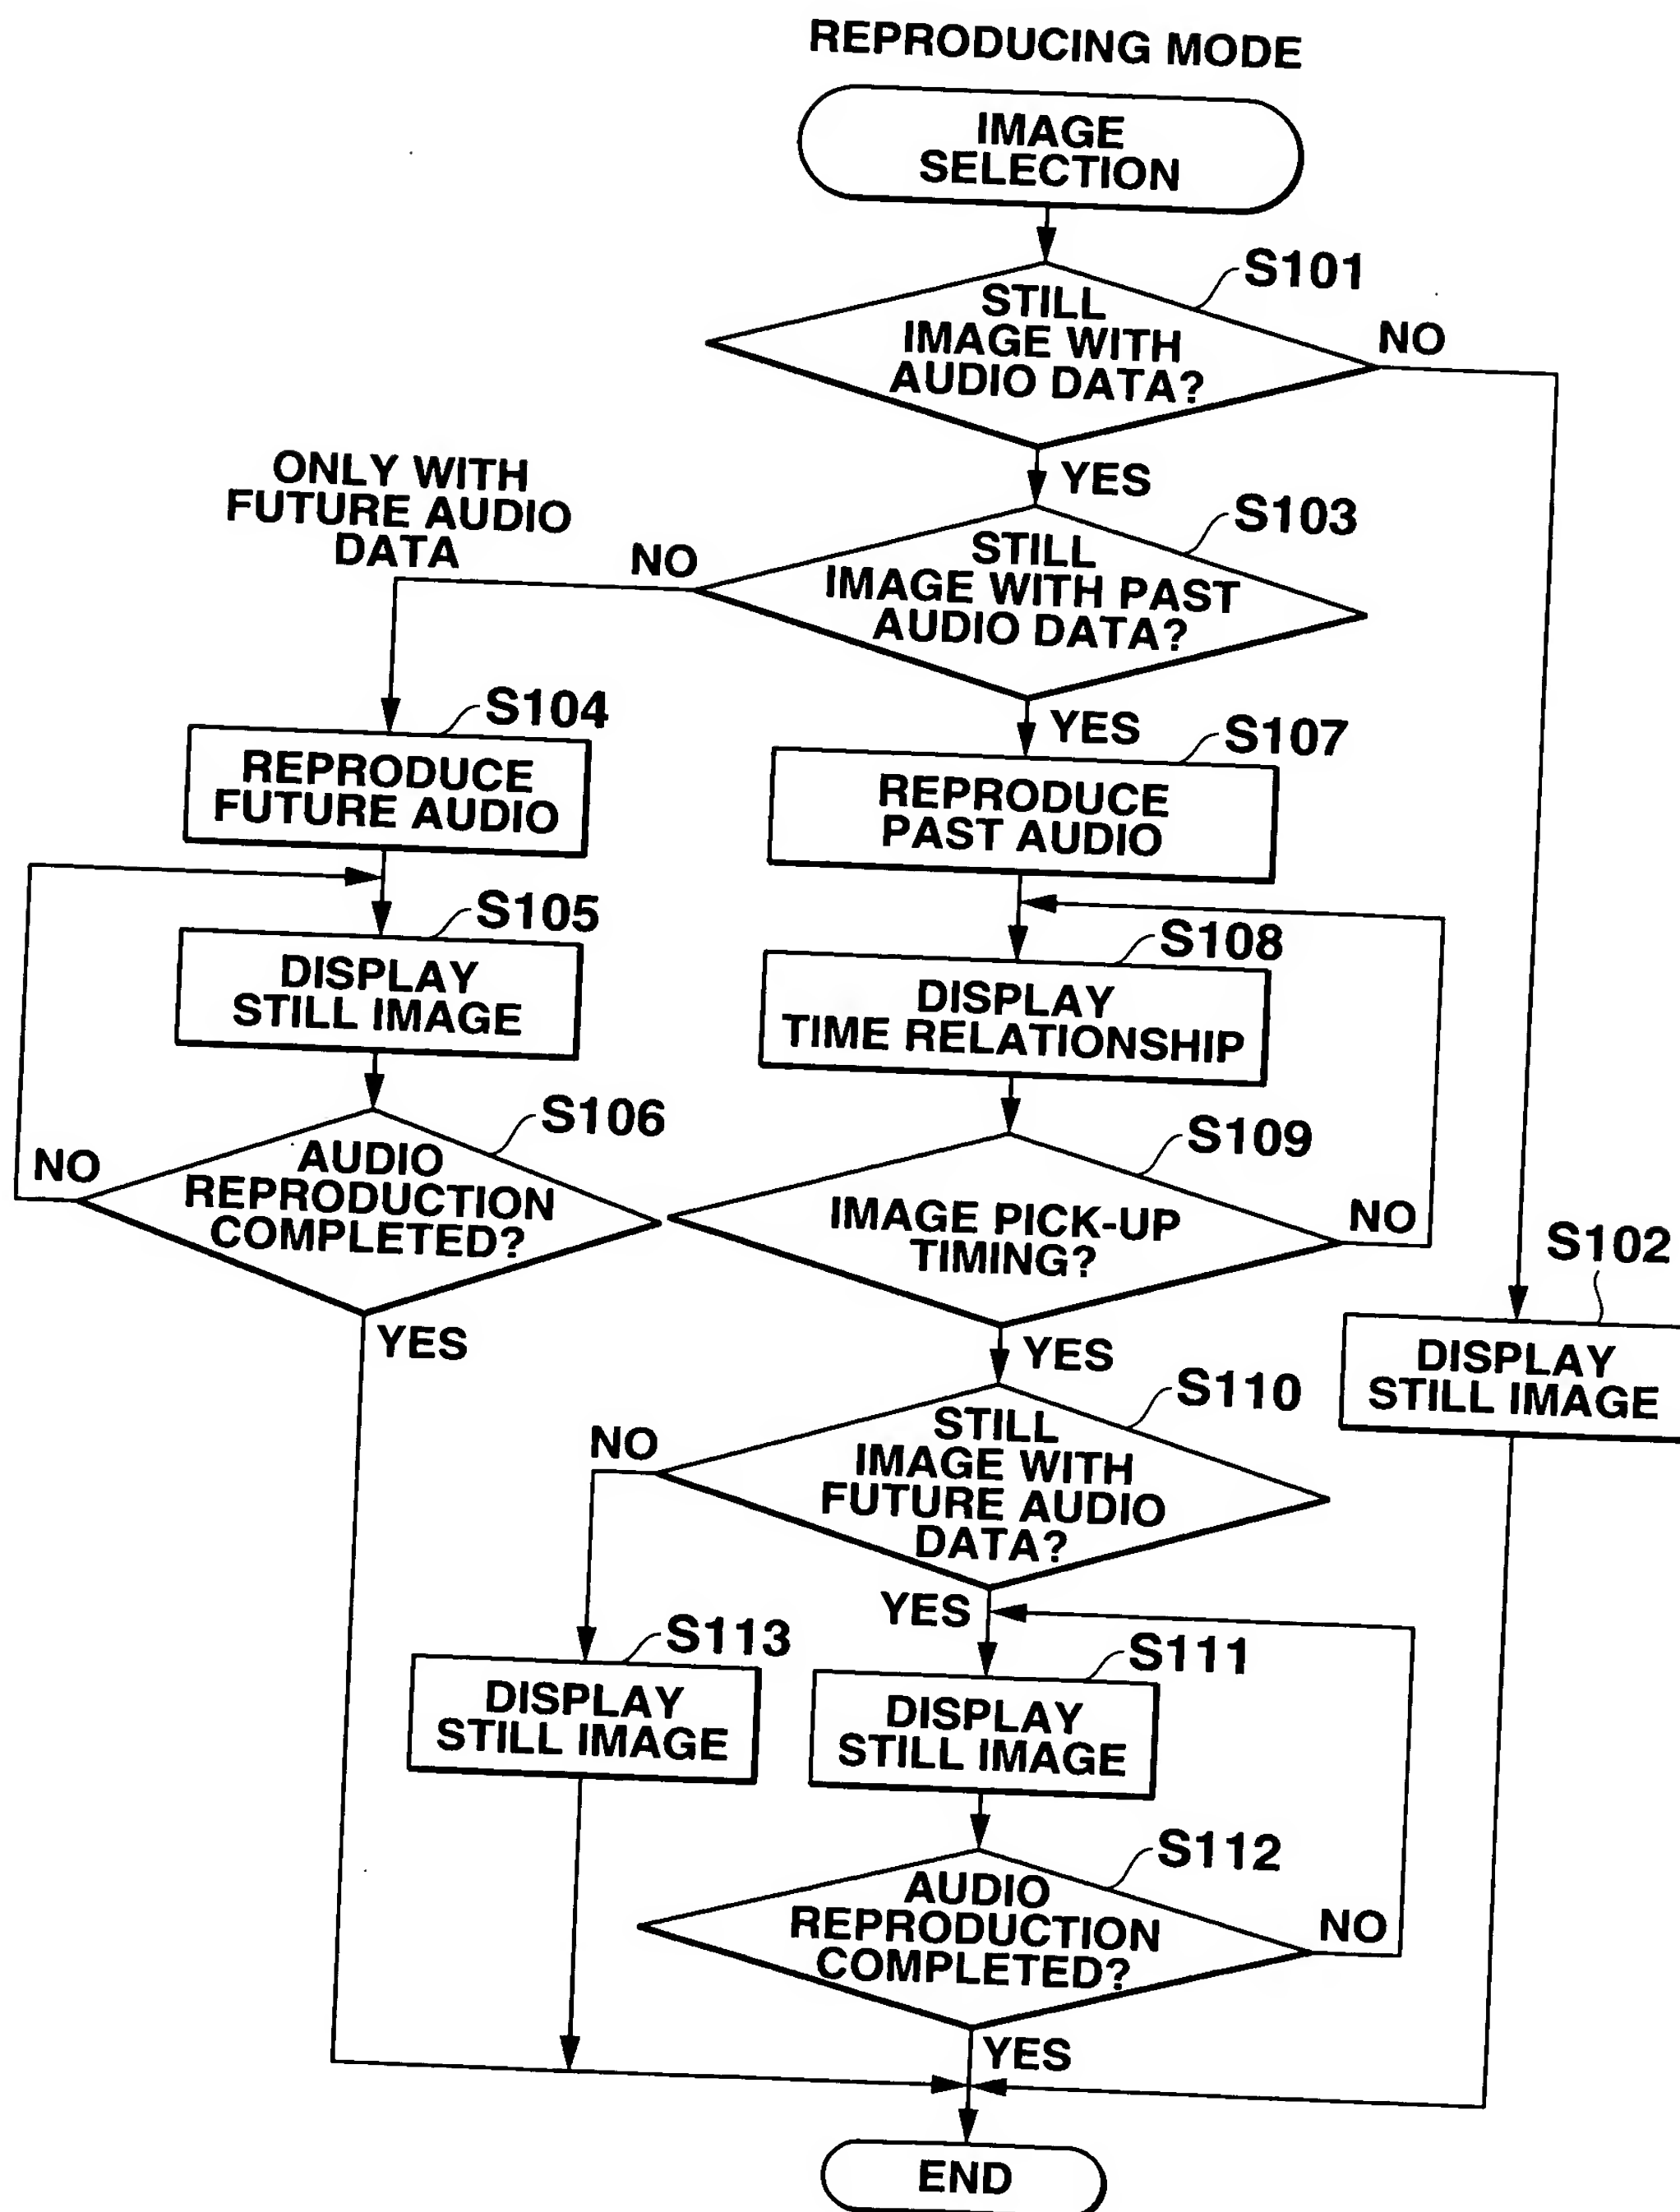 REPRODUCING MODE
IMAGE
SELECTION
S101
STILL
IMAGE WITH
AUDIO DATA?
NO
YES
ONLY WITH
FUTURE AUDIO
DATA
NO
S103
STILL
IMAGE WITH PAST
AUDIO DATA?
YES
S104
REPRODUCE
FUTURE AUDIO
S107
REPRODUCE
PAST AUDIO
S105
DISPLAY
STILL IMAGE
S108
DISPLAY
TIME RELATIONSHIP
S106
NO
AUDIO
REPRODUCTION
COMPLETED?
YES
S109
IMAGE PICK-UP
TIMING?
NO
YES
S102
DISPLAY
STILL IMAGE
S110
NO
STILL
IMAGE WITH
FUTURE AUDIO
DATA?
YES
S113
DISPLAY
STILL IMAGE
S111
DISPLAY
STILL IMAGE
S112
AUDIO
REPRODUCTION
COMPLETED?
NO
YES
END